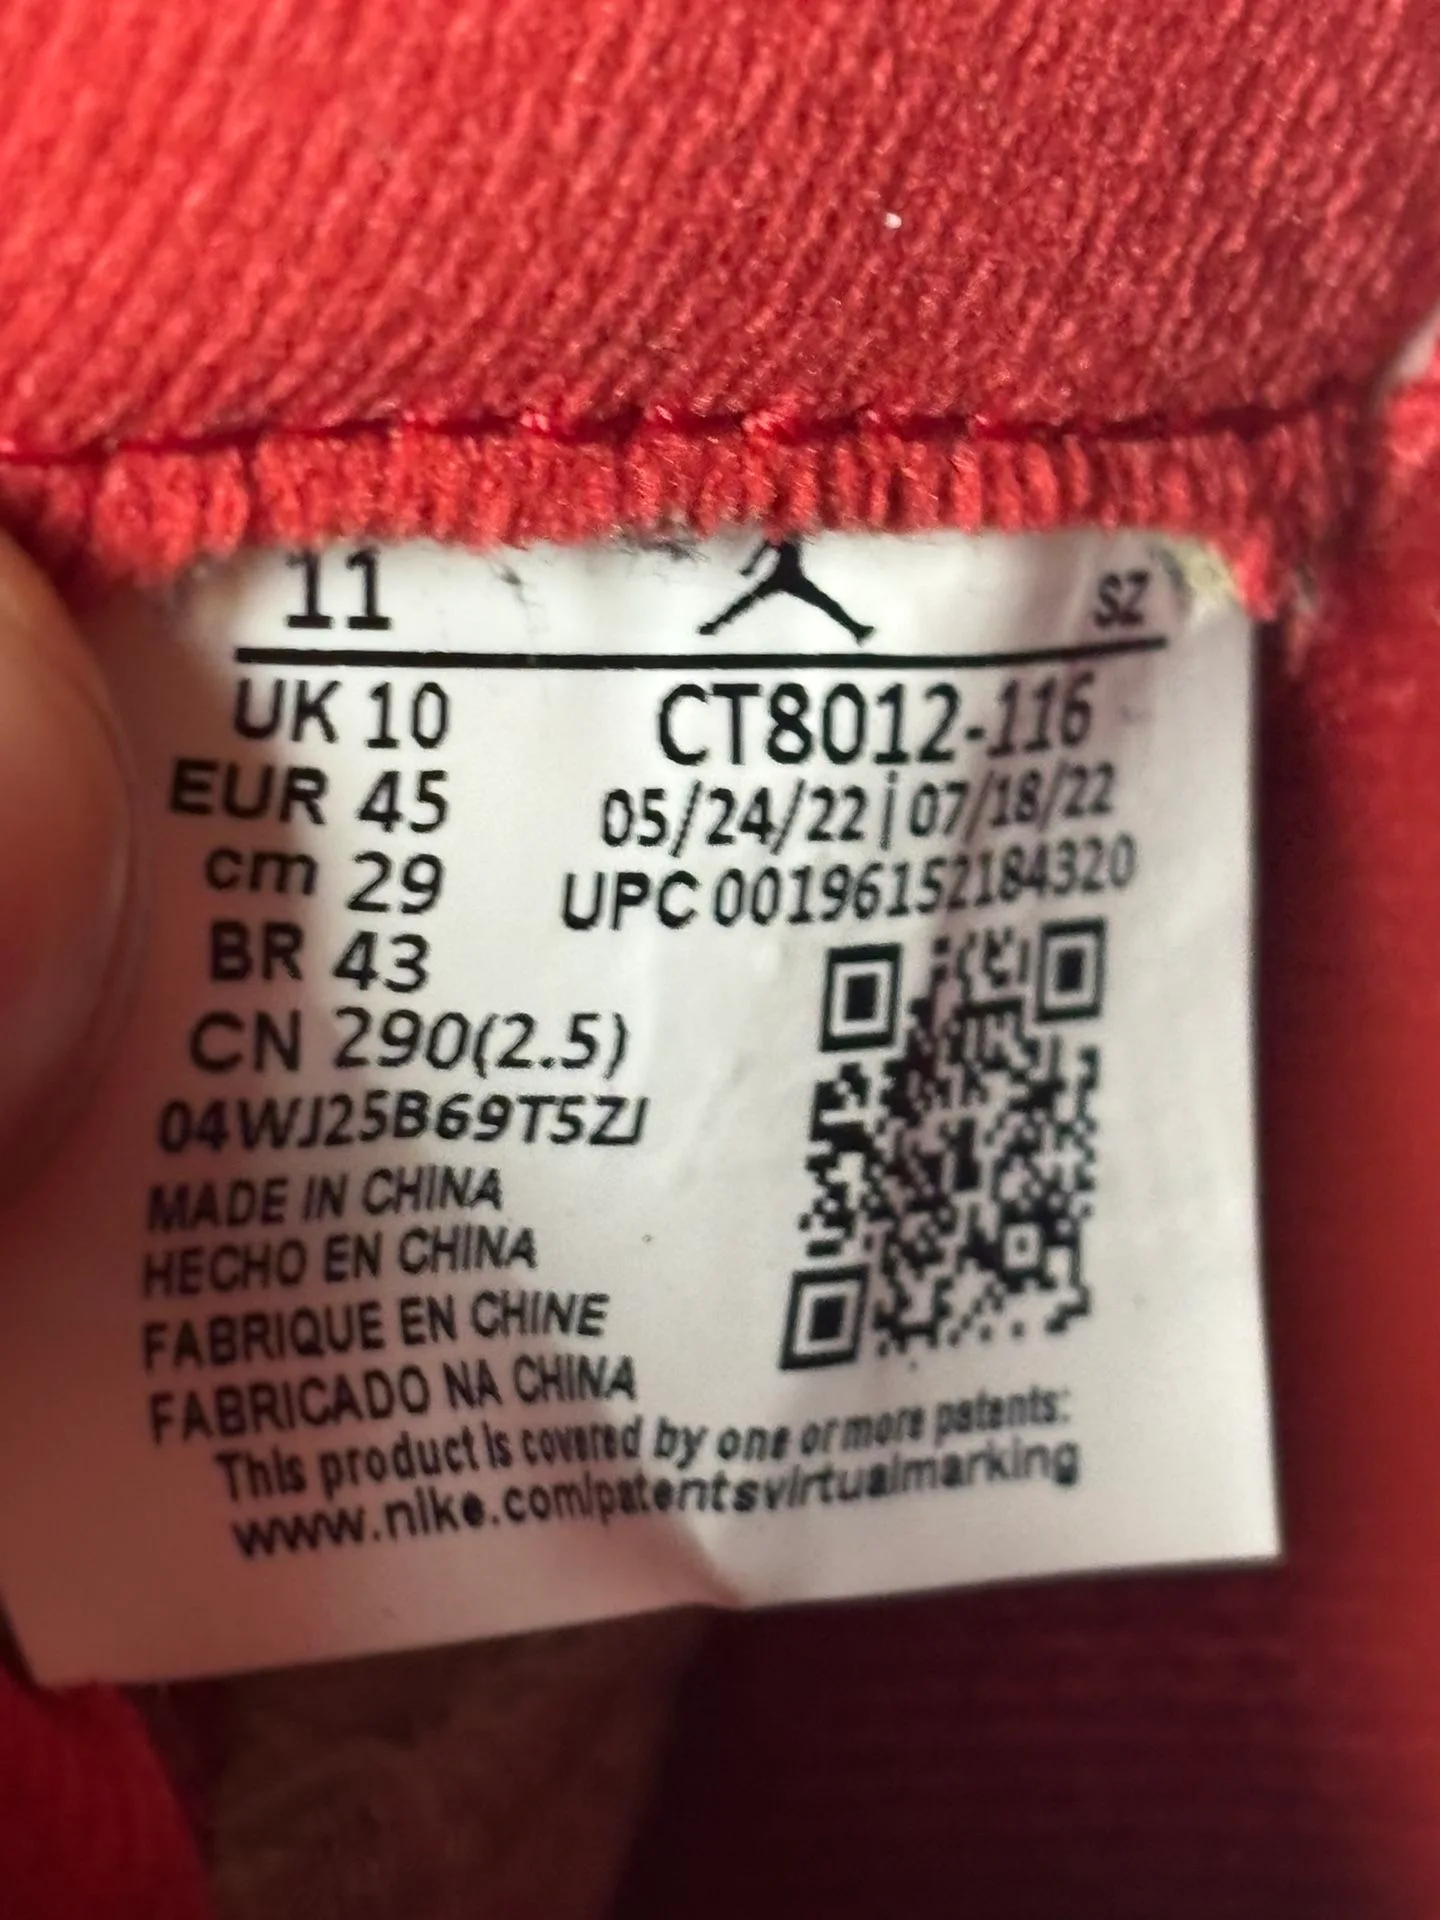 11 SZ
UK 10 CT8012-116
EUR 45 05/24/22 | 07/18/22
cm 29 UPC 00196152184320
BR 43
CN 290(2.5)
04WJ25B69T5ZJ
MADE IN CHINA
HECHO EN CHINA
FABRIQUE EN CHINE
FABRICADO NA CHINA
This product is covered by one or more patents:
www.nike.com/patentsvirtualmarking